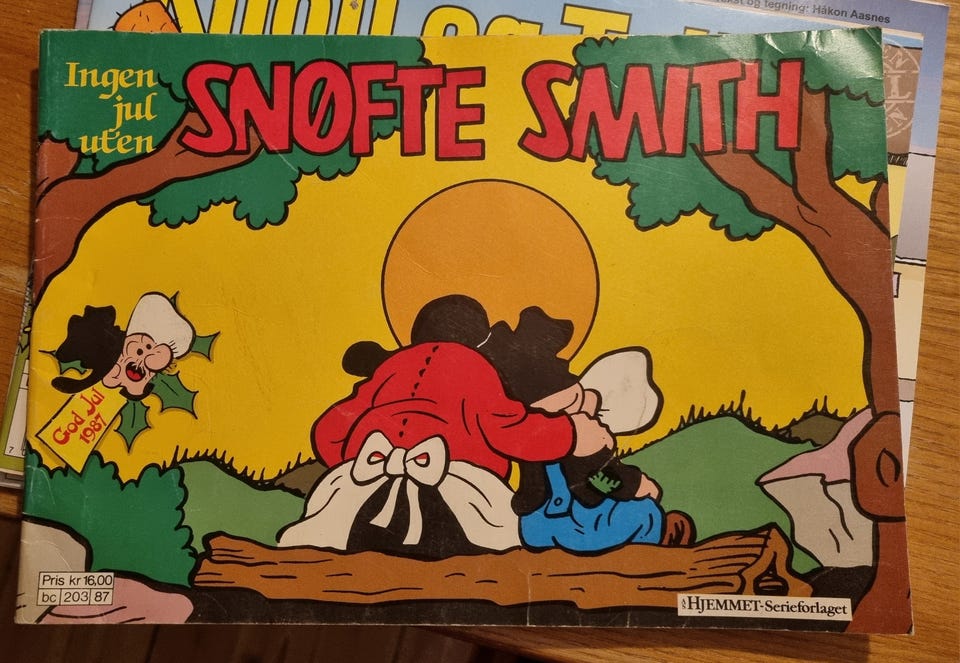 tekst og tegning: Håkon Aasnes
Ingen
jul
uten
SNØFTE SMITH
God Jul
1987
7
Pris kr 16,00
bc 203 87
HJEMMET-Serieforlaget